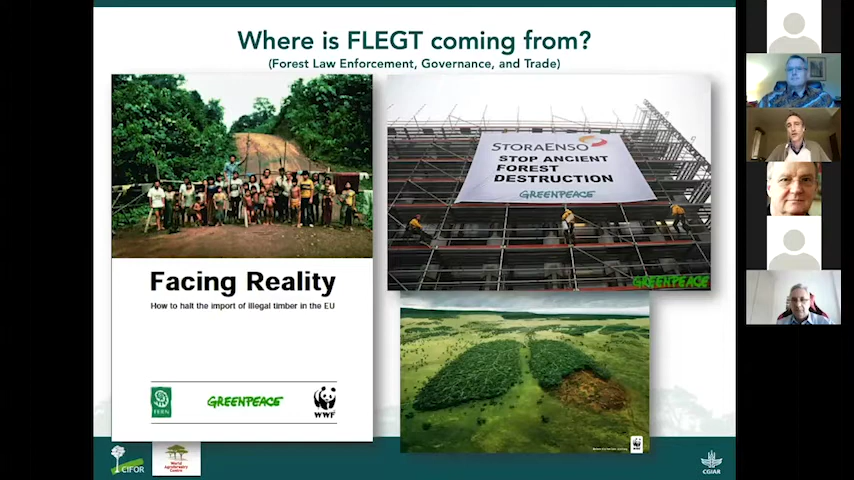 Where is FLEGT coming from?
(Forest Law Enforcement, Governance, and Trade)
STORAENSO
STOP ANCIENT
FOREST
DESTRUCTION
GREENPEACE
GREENPEACE
Facing Reality
How to halt the import of illegal timber in the EU
FERN
GREENPEACE
WWF
WWF
CIFOR
World
Agroforestry
Centre
CGIAR